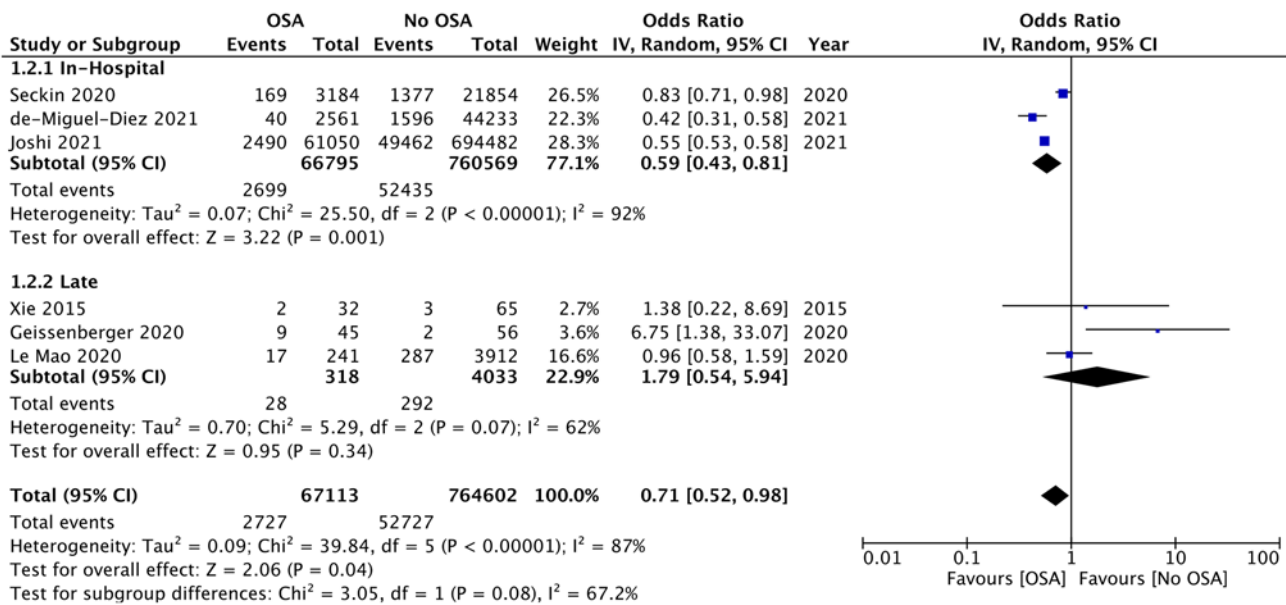 OSA No OSA Odds Ratio Odds Ratio
Study or Subgroup Events Total Events Total Weight IV, Random, 95% CI Year IV, Random, 95% CI
1.2.1 In-Hospital
Seckin 2020 169 3184 1377 21854 26.5% 0.83 [0.71, 0.98] 2020
de-Miguel-Diez 2021 40 2561 1596 44233 22.3% 0.42 [0.31, 0.58] 2021
Joshi 2021 2490 61050 49462 694482 28.3% 0.55 [0.53, 0.58] 2021
Subtotal (95% CI) 66795 760569 77.1% 0.59 [0.43, 0.81]
Total events 2699 52435
Heterogeneity: Tau² = 0.07; Chi² = 25.50, df = 2 (P < 0.00001); I² = 92%
Test for overall effect: Z = 3.22 (P = 0.001)
1.2.2 Late
Xie 2015 2 32 3 65 2.7% 1.38 [0.22, 8.69] 2015
Geissenberger 2020 9 45 2 56 3.6% 6.75 [1.38, 33.07] 2020
Le Mao 2020 17 241 287 3912 16.6% 0.96 [0.58, 1.59] 2020
Subtotal (95% CI) 318 4033 22.9% 1.79 [0.54, 5.94]
Total events 28 292
Heterogeneity: Tau² = 0.70; Chi² = 5.29, df = 2 (P = 0.07); I² = 62%
Test for overall effect: Z = 0.95 (P = 0.34)
Total (95% CI) 67113 764602 100.0% 0.71 [0.52, 0.98]
Total events 2727 52727
Heterogeneity: Tau² = 0.09; Chi² = 39.84, df = 5 (P < 0.00001); I² = 87%
Test for overall effect: Z = 2.06 (P = 0.04)
Test for subgroup differences: Chi² = 3.05, df = 1 (P = 0.08), I² = 67.2%
0.01 0.1 1 10 100
Favours [OSA] Favours [No OSA]